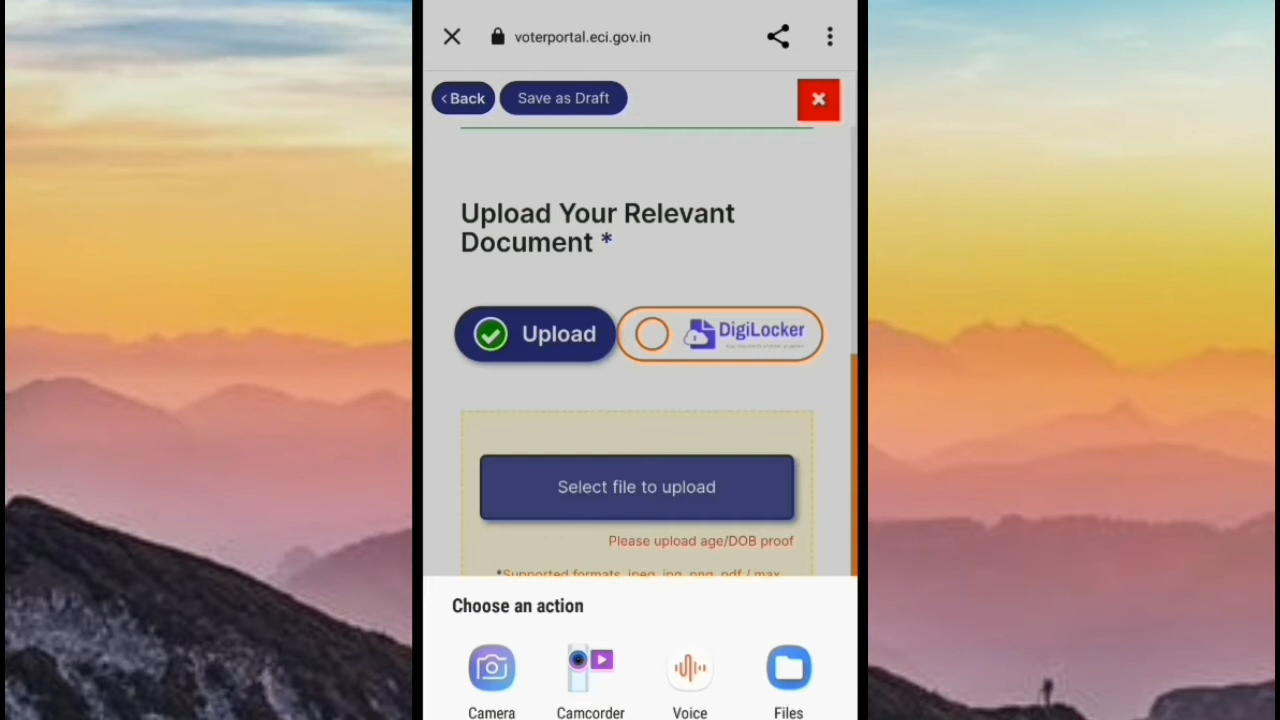 voterportal.eci.gov.in
Back
Save as Draft
Upload Your Relevant
Document *
Upload
DigiLocker
Select file to upload
Please upload age/DOB proof
*Supported formats, jpeg, jpg, png, pdf / max
Choose an action
Camera
Camcorder
Voice
Files